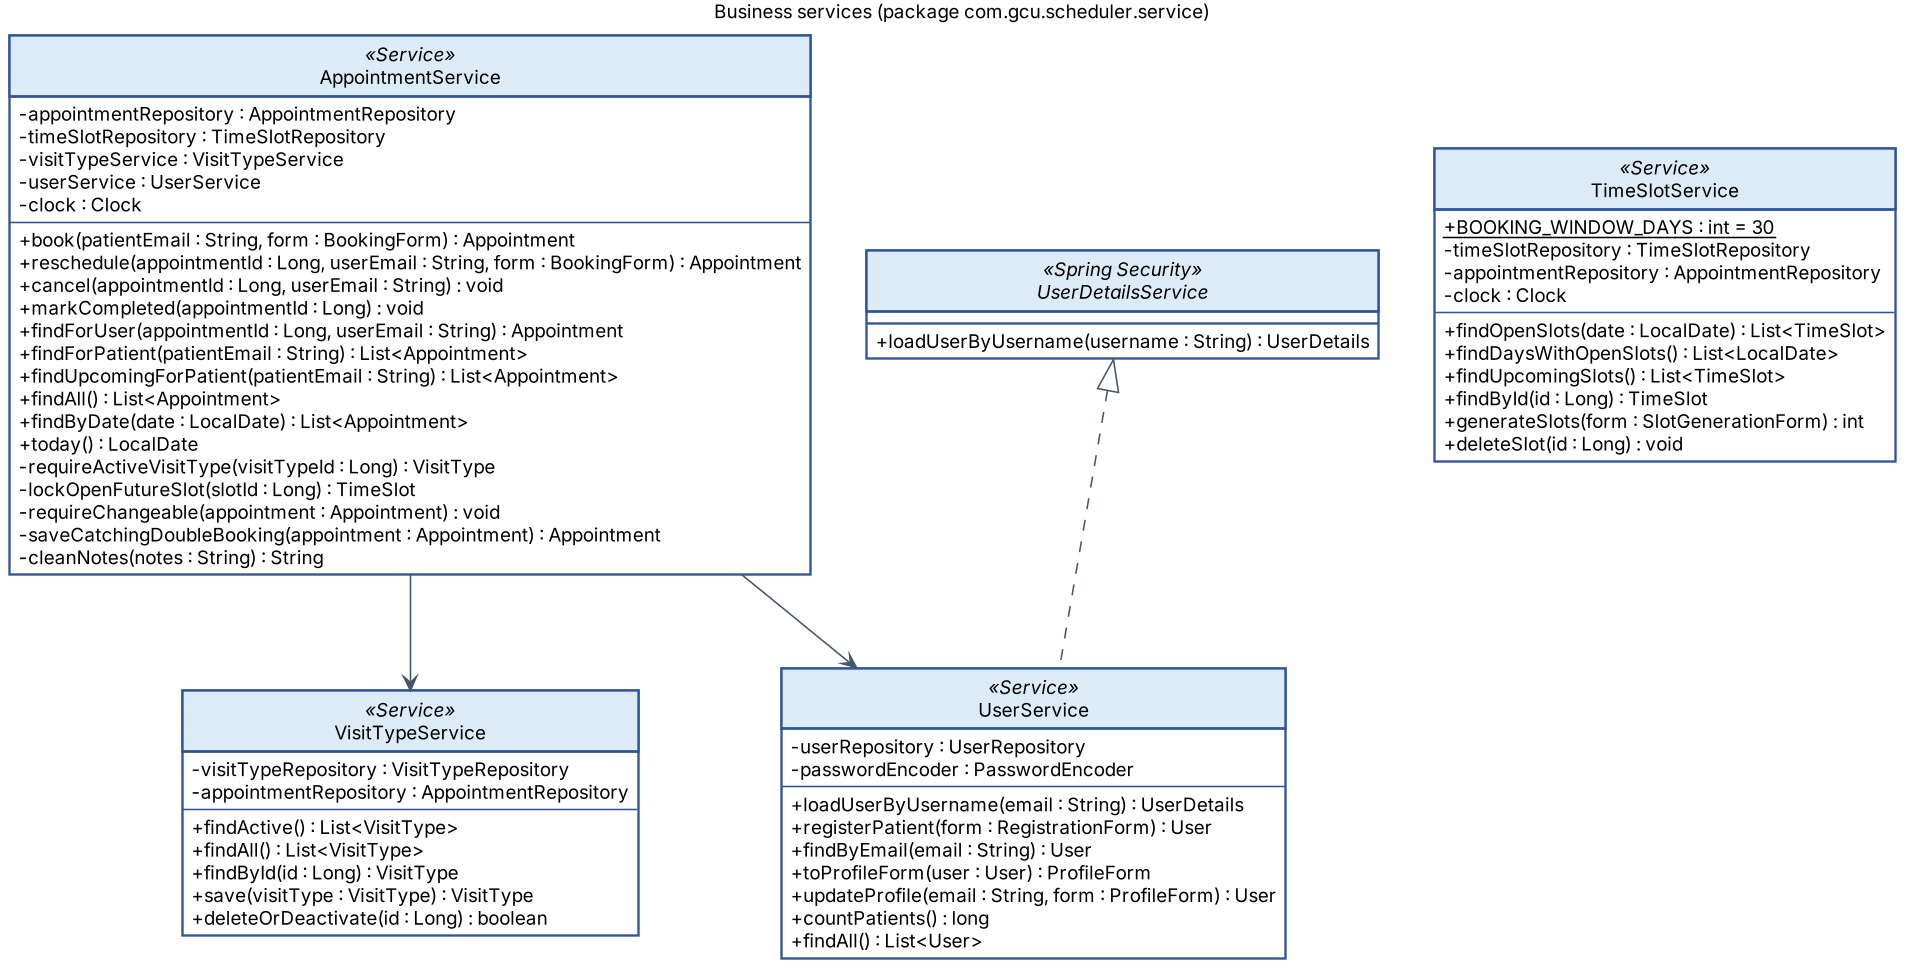 Business services (package com.gcu.scheduler.service)
«Service»
AppointmentService
-appointmentRepository : AppointmentRepository
-timeSlotRepository : TimeSlotRepository
-visitTypeService : VisitTypeService
-userService : UserService
-clock : Clock
+book(patientEmail : String, form : BookingForm) : Appointment
+reschedule(appointmentId : Long, userEmail : String, form : BookingForm) : Appointment
+cancel(appointmentId : Long, userEmail : String) : void
+markCompleted(appointmentId : Long) : void
+findForUser(appointmentId : Long, userEmail : String) : Appointment
+findForPatient(patientEmail : String) : List<Appointment>
+findUpcomingForPatient(patientEmail : String) : List<Appointment>
+findAll() : List<Appointment>
+findByDate(date : LocalDate) : List<Appointment>
+today() : LocalDate
-requireActiveVisitType(visitTypeId : Long) : VisitType
-lockOpenFutureSlot(slotId : Long) : TimeSlot
-requireChangeable(appointment : Appointment) : void
-saveCatchingDoubleBooking(appointment : Appointment) : Appointment
-cleanNotes(notes : String) : String
«Spring Security»
UserDetailsService
+loadUserByUsername(username : String) : UserDetails
«Service»
TimeSlotService
+BOOKING_WINDOW_DAYS : int = 30
-timeSlotRepository : TimeSlotRepository
-appointmentRepository : AppointmentRepository
-clock : Clock
+findOpenSlots(date : LocalDate) : List<TimeSlot>
+findDaysWithOpenSlots() : List<LocalDate>
+findUpcomingSlots() : List<TimeSlot>
+findById(id : Long) : TimeSlot
+generateSlots(form : SlotGenerationForm) : int
+deleteSlot(id : Long) : void
«Service»
VisitTypeService
-visitTypeRepository : VisitTypeRepository
-appointmentRepository : AppointmentRepository
+findActive() : List<VisitType>
+findAll() : List<VisitType>
+findById(id : Long) : VisitType
+save(visitType : VisitType) : VisitType
+deleteOrDeactivate(id : Long) : boolean
«Service»
UserService
-userRepository : UserRepository
-passwordEncoder : PasswordEncoder
+loadUserByUsername(email : String) : UserDetails
+registerPatient(form : RegistrationForm) : User
+findByEmail(email : String) : User
+toProfileForm(user : User) : ProfileForm
+updateProfile(email : String, form : ProfileForm) : User
+countPatients() : long
+findAll() : List<User>